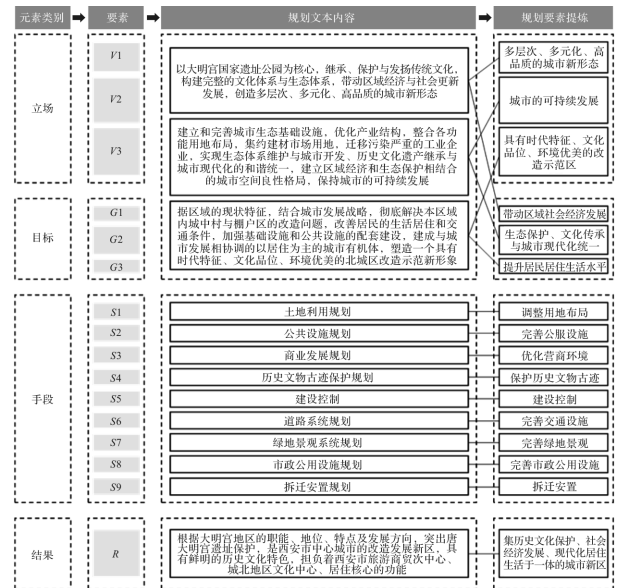 元素类别 要素 规划文本内容 规划要素提炼
立场
V1
V2
V3
以大明宫国家遗址公园为核心，继承、保护与发扬传统文化，
构建完整的文化体系与生态体系，带动区域经济与社会更新
发展，创造多层次、多元化、高品质的城市新形态
建立和完善城市生态基础设施，优化产业结构，整合各功
能用地布局，集约建材市场用地，迁移污染严重的工业企
业，实现生态体系维护与城市开发、历史文化遗产继承与
城市现代化的和谐统一，建立区域经济和生态保护相结合
的城市空间良性格局，保持城市的可持续发展
多层次、多元化、高
品质的城市新形态
城市的可持续发展
具有时代特征、文化
品位、环境优美的改
造示范区
目标
G1
G2
G3
据区域的现状特征，结合城市发展战略，彻底解决本区域
内城中村与棚户区的改造问题，改善居民的生活居住和交
通条件，加强基础设施和公共设施的配套建设，建成与城
市发展相协调的以居住为主的城市有机体，塑造一个具有
时代特征、文化品位、环境优美的北城区改造示范新形象
带动区域社会经济发展
生态保护、文化传承
与城市现代化统一
提升居民居住生活水平
手段
S1 土地利用规划 调整用地布局
S2 公共设施规划 完善公服设施
S3 商业发展规划 优化营商环境
S4 历史文物古迹保护规划 保护历史文物古迹
S5 建设控制 建设控制
S6 道路系统规划 完善交通设施
S7 绿地景观系统规划 完善绿地景观
S8 市政公用设施规划 完善市政公用设施
S9 拆迁安置规划 拆迁安置
结果
R
根据大明宫地区的职能、地位、特点及发展方向，突出唐
大明宫遗址保护，是西安市中心城市的改造发展新区，具
有鲜明的历史文化特色，担负着西安市旅游商贸次中心、
城北地区文化中心、居住核心的功能
集历史文化保护、社会
经济发展、现代化居住
生活于一体的城市新区